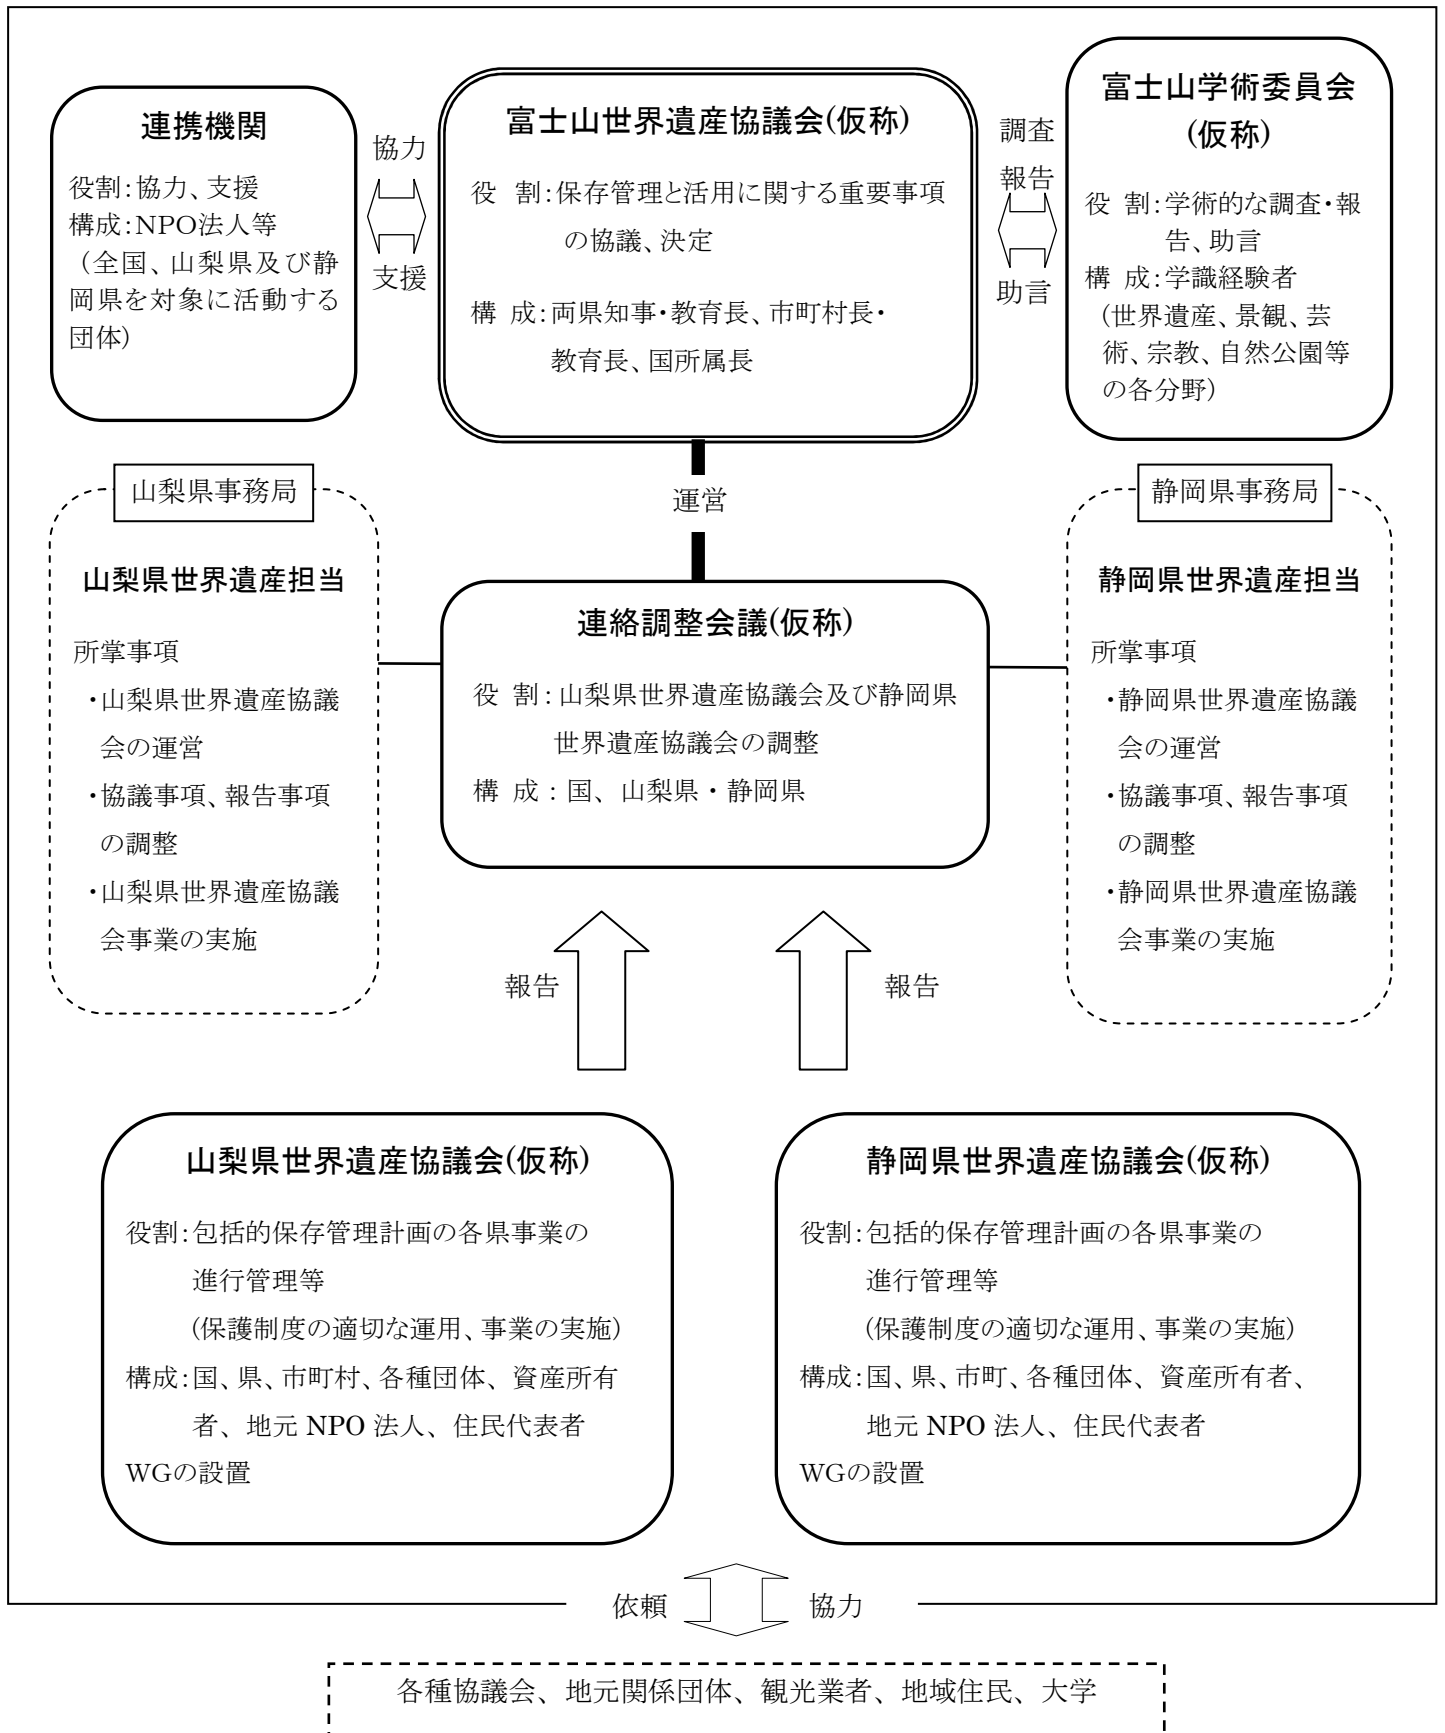 連携機関
役割:協力、支援
構成:NPO法人等
(全国、山梨県及び静
岡県を対象に活動する
団体)
協力
支援
富士山世界遺産協議会(仮称)
役 割:保存管理と活用に関する重要事項
の協議、決定
構 成:両県知事・教育長、市町村長・
教育長、国所属長
調査
報告
助言
富士山学術委員会
(仮称)
役 割:学術的な調査・報
告、助言
構 成:学識経験者
(世界遺産、景観、芸
術、宗教、自然公園等
の各分野)
運営
山梨県事務局
山梨県世界遺産担当
所掌事項
・山梨県世界遺産協議
会の運営
・協議事項、報告事項
の調整
・山梨県世界遺産協議
会事業の実施
連絡調整会議(仮称)
役 割:山梨県世界遺産協議会及び静岡県
世界遺産協議会の調整
構 成:国、山梨県・静岡県
静岡県事務局
静岡県世界遺産担当
所掌事項
・静岡県世界遺産協議
会の運営
・協議事項、報告事項
の調整
・静岡県世界遺産協議
会事業の実施
報告
報告
山梨県世界遺産協議会(仮称)
役割:包括的保存管理計画の各県事業の
進行管理等
(保護制度の適切な運用、事業の実施)
構成:国、県、市町村、各種団体、資産所有
者、地元 NPO 法人、住民代表者
WGの設置
静岡県世界遺産協議会(仮称)
役割:包括的保存管理計画の各県事業の
進行管理等
(保護制度の適切な運用、事業の実施)
構成:国、県、市町、各種団体、資産所有者、
地元 NPO 法人、住民代表者
WGの設置
依頼
協力
各種協議会、地元関係団体、観光業者、地域住民、大学